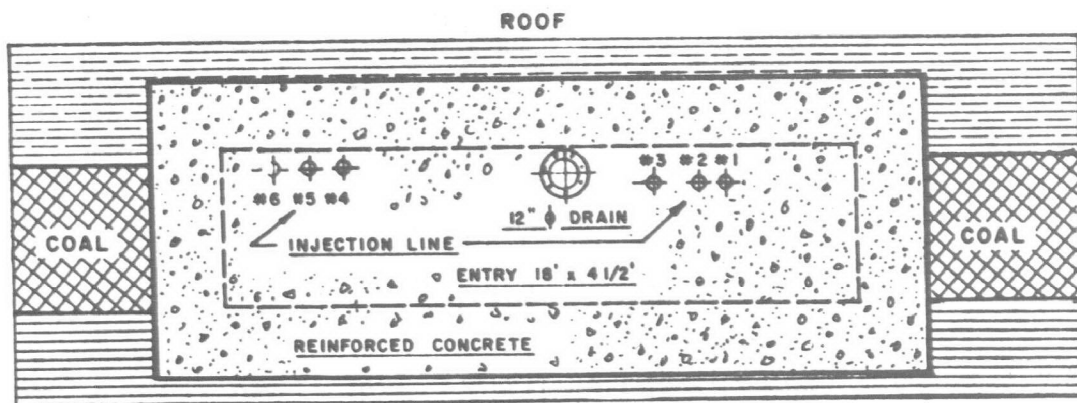 ROOF
#3 #2 #1
#6 #5 #4
12" ϕ DRAIN
COAL
INJECTION LINE
COAL
ENTRY 18' x 4 1/2'
REINFORCED CONCRETE